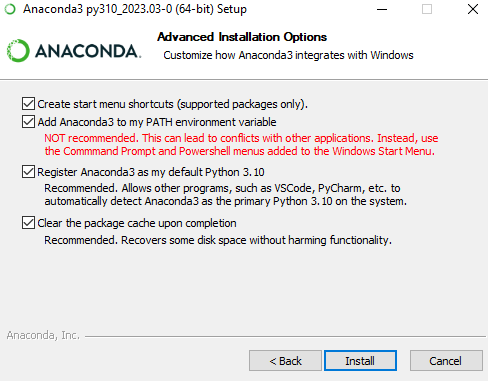 Anaconda3 py310_2023.03-0 (64-bit) Setup
ANACONDA.
Advanced Installation Options
Customize how Anaconda3 integrates with Windows
Create start menu shortcuts (supported packages only).
Add Anaconda3 to my PATH environment variable
NOT recommended. This can lead to conflicts with other applications. Instead, use
the Commmand Prompt and Powershell menus added to the Windows Start Menu.
Register Anaconda3 as my default Python 3.10
Recommended. Allows other programs, such as VSCode, PyCharm, etc. to
automatically detect Anaconda3 as the primary Python 3.10 on the system.
Clear the package cache upon completion
Recommended. Recovers some disk space without harming functionality.
Anaconda, Inc.
< Back
Install
Cancel